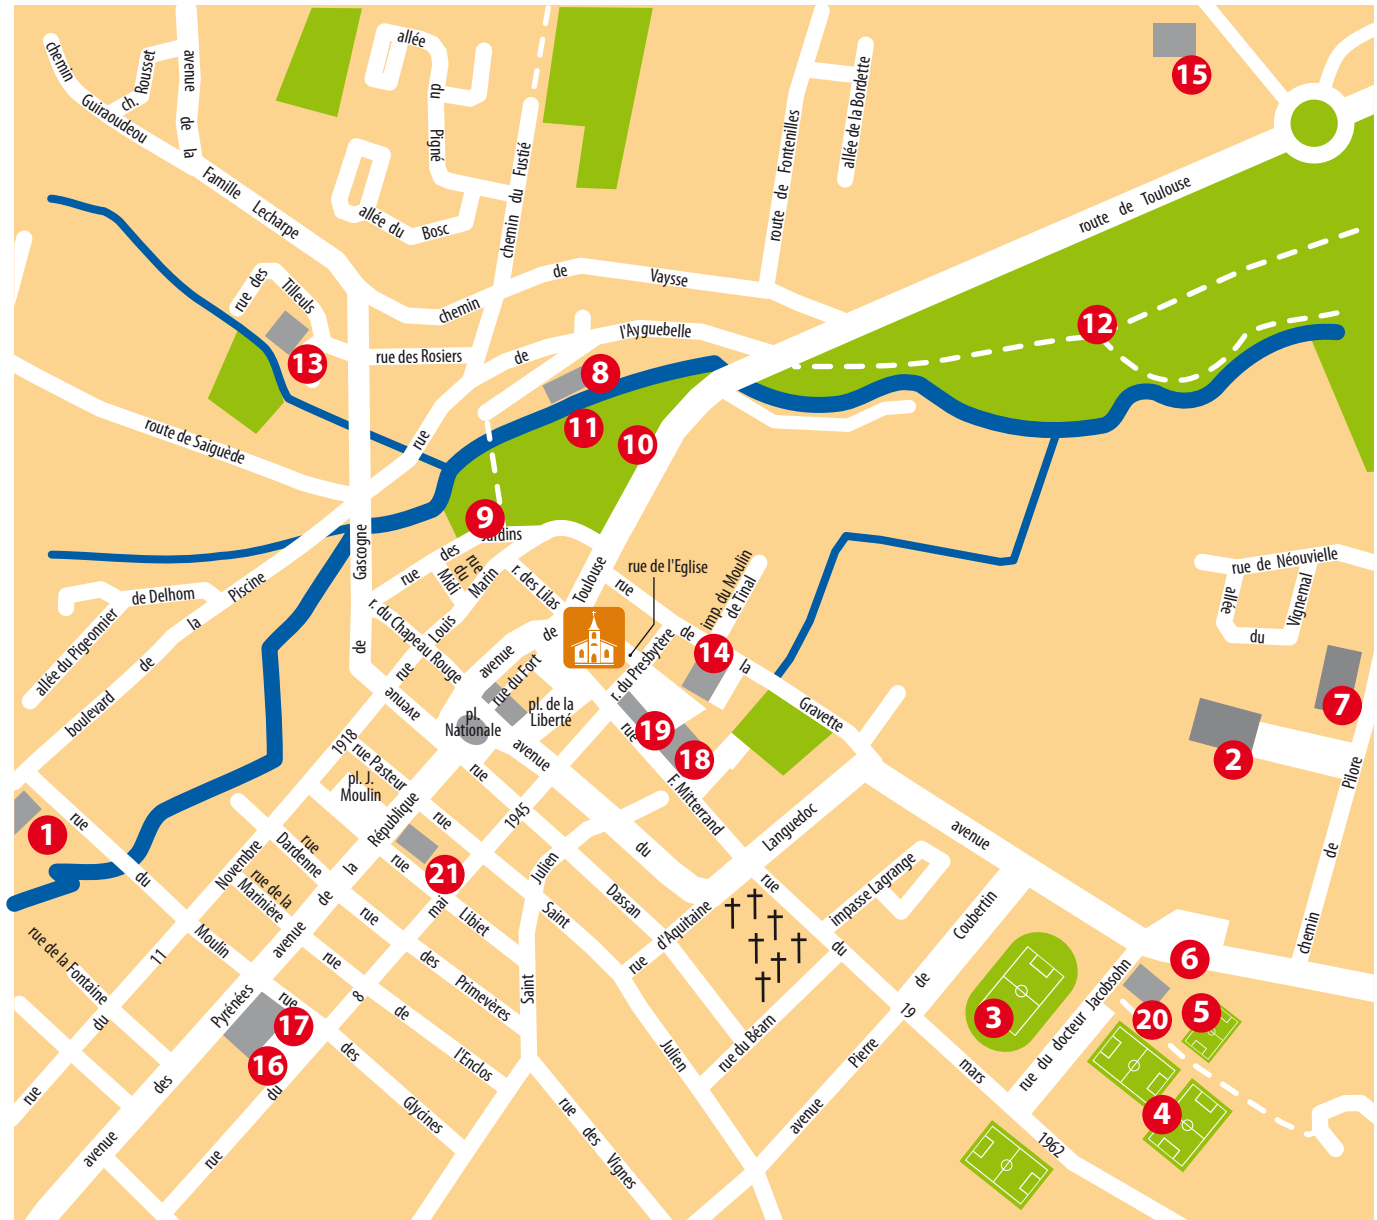 allée
du
Pigné
chemin
ch. Rousset
avenue
de
la
Guiraoudeou
Famille
Lecharpe
allée du
Bosc
chemin du Fustié
route de Fontenilles
allée de la Bordette
15
route de Toulouse
rue des
Tilleuls
13
chemin
de
Vaysse
rue des Rosiers
rue
de
l'Ayguebelle
8
11
10
12
9
route de Saiguède
Gascogne
de
avenue
rue
des
Jardins
rue
du
Midi
rue
Louis
Marin
r. des Lilas
avenue
de
Toulouse
rue de l'Eglise
rue
de
la
Gravette
imp. du Moulin
de Tinal
14
r. du Presbytère
r. du Chapeau Rouge
rue du Fort
pl. de la
Liberté
pl.
Nationale
19
18
rue
F. Mitterrand
boulevard
de
la
Piscine
de Delhom
allée du Pigeonnier
rue de Néouvielle
allée
du
Vignemal
7
2
chemin
de
Pilore
1
rue
du
Moulin
rue
du
11
Novembre
1918
rue Pasteur
pl. J.
Moulin
avenue
de
la
République
21
rue
Dardenne
rue de la
Marinière
rue de la Fontaine
rue
Libiet
rue
des
Primevères
rue
de
l'Enclos
rue
des
Glycines
avenue
des
Pyrénées
17
16
rue
du
8
mai
1945
rue
Dassan
rue
Saint
Julien
Saint
Julien
avenue
du
Languedoc
rue
d'Aquitaine
rue du Béarn
rue
du
19
mars
1962
impasse Lagrange
avenue
Pierre
de
Coubertin
avenue
3
rue du docteur Jacobsohn
6
20
5
4
rue
des
Vignes